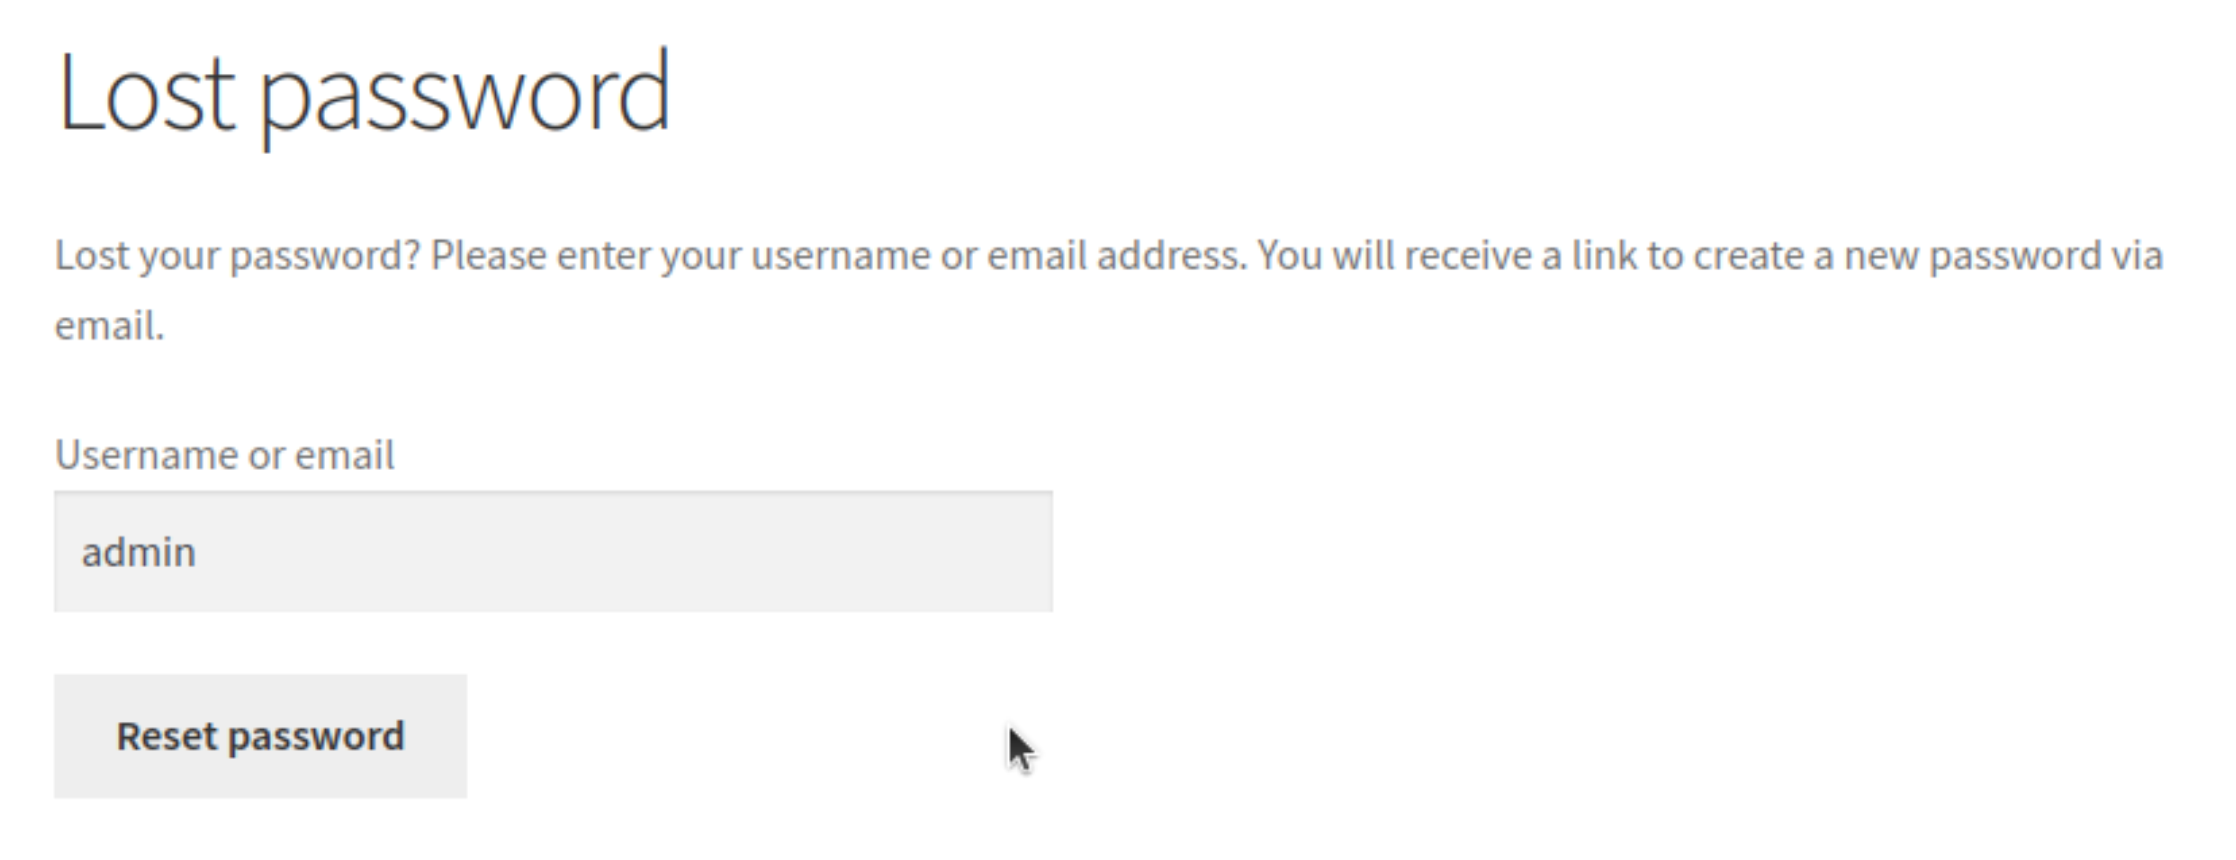 Lost password
Lost your password? Please enter your username or email address. You will receive a link to create a new password via
email.
Username or email
admin
Reset password